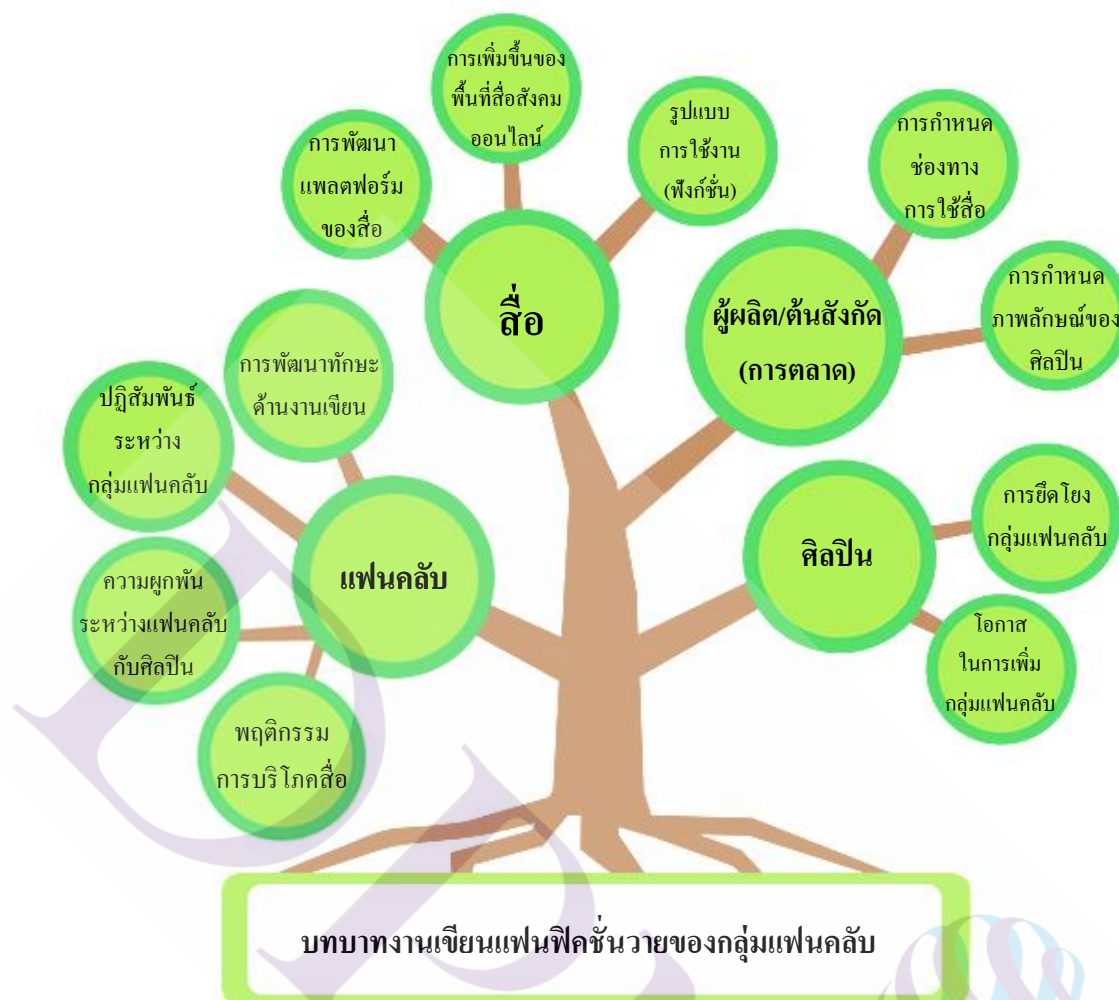 การเพิ่มขึ้นของ
พื้นที่สื่อสังคม
ออนไลน์
รูปแบบ
การใช้งาน
(ฟังก์ชั่น)
การพัฒนา
แพลตฟอร์ม
ของสื่อ
การกำหนด
ช่องทาง
การใช้สื่อ
สื่อ
ผู้ผลิต/ต้นสังกัด
(การตลาด)
การกำหนด
ภาพลักษณ์ของ
ศิลปิน
การพัฒนาทักษะ
ด้านงานเขียน
ปฏิสัมพันธ์
ระหว่าง
กลุ่มแฟนคลับ
แฟนคลับ
ความผูกพัน
ระหว่างแฟนคลับ
กับศิลปิน
พฤติกรรม
การบริโภคสื่อ
ศิลปิน
การยึดโยง
กลุ่มแฟนคลับ
โอกาส
ในการเพิ่ม
กลุ่มแฟนคลับ
บทบาทงานเขียนแฟนฟิคชั่นวายของกลุ่มแฟนคลับ